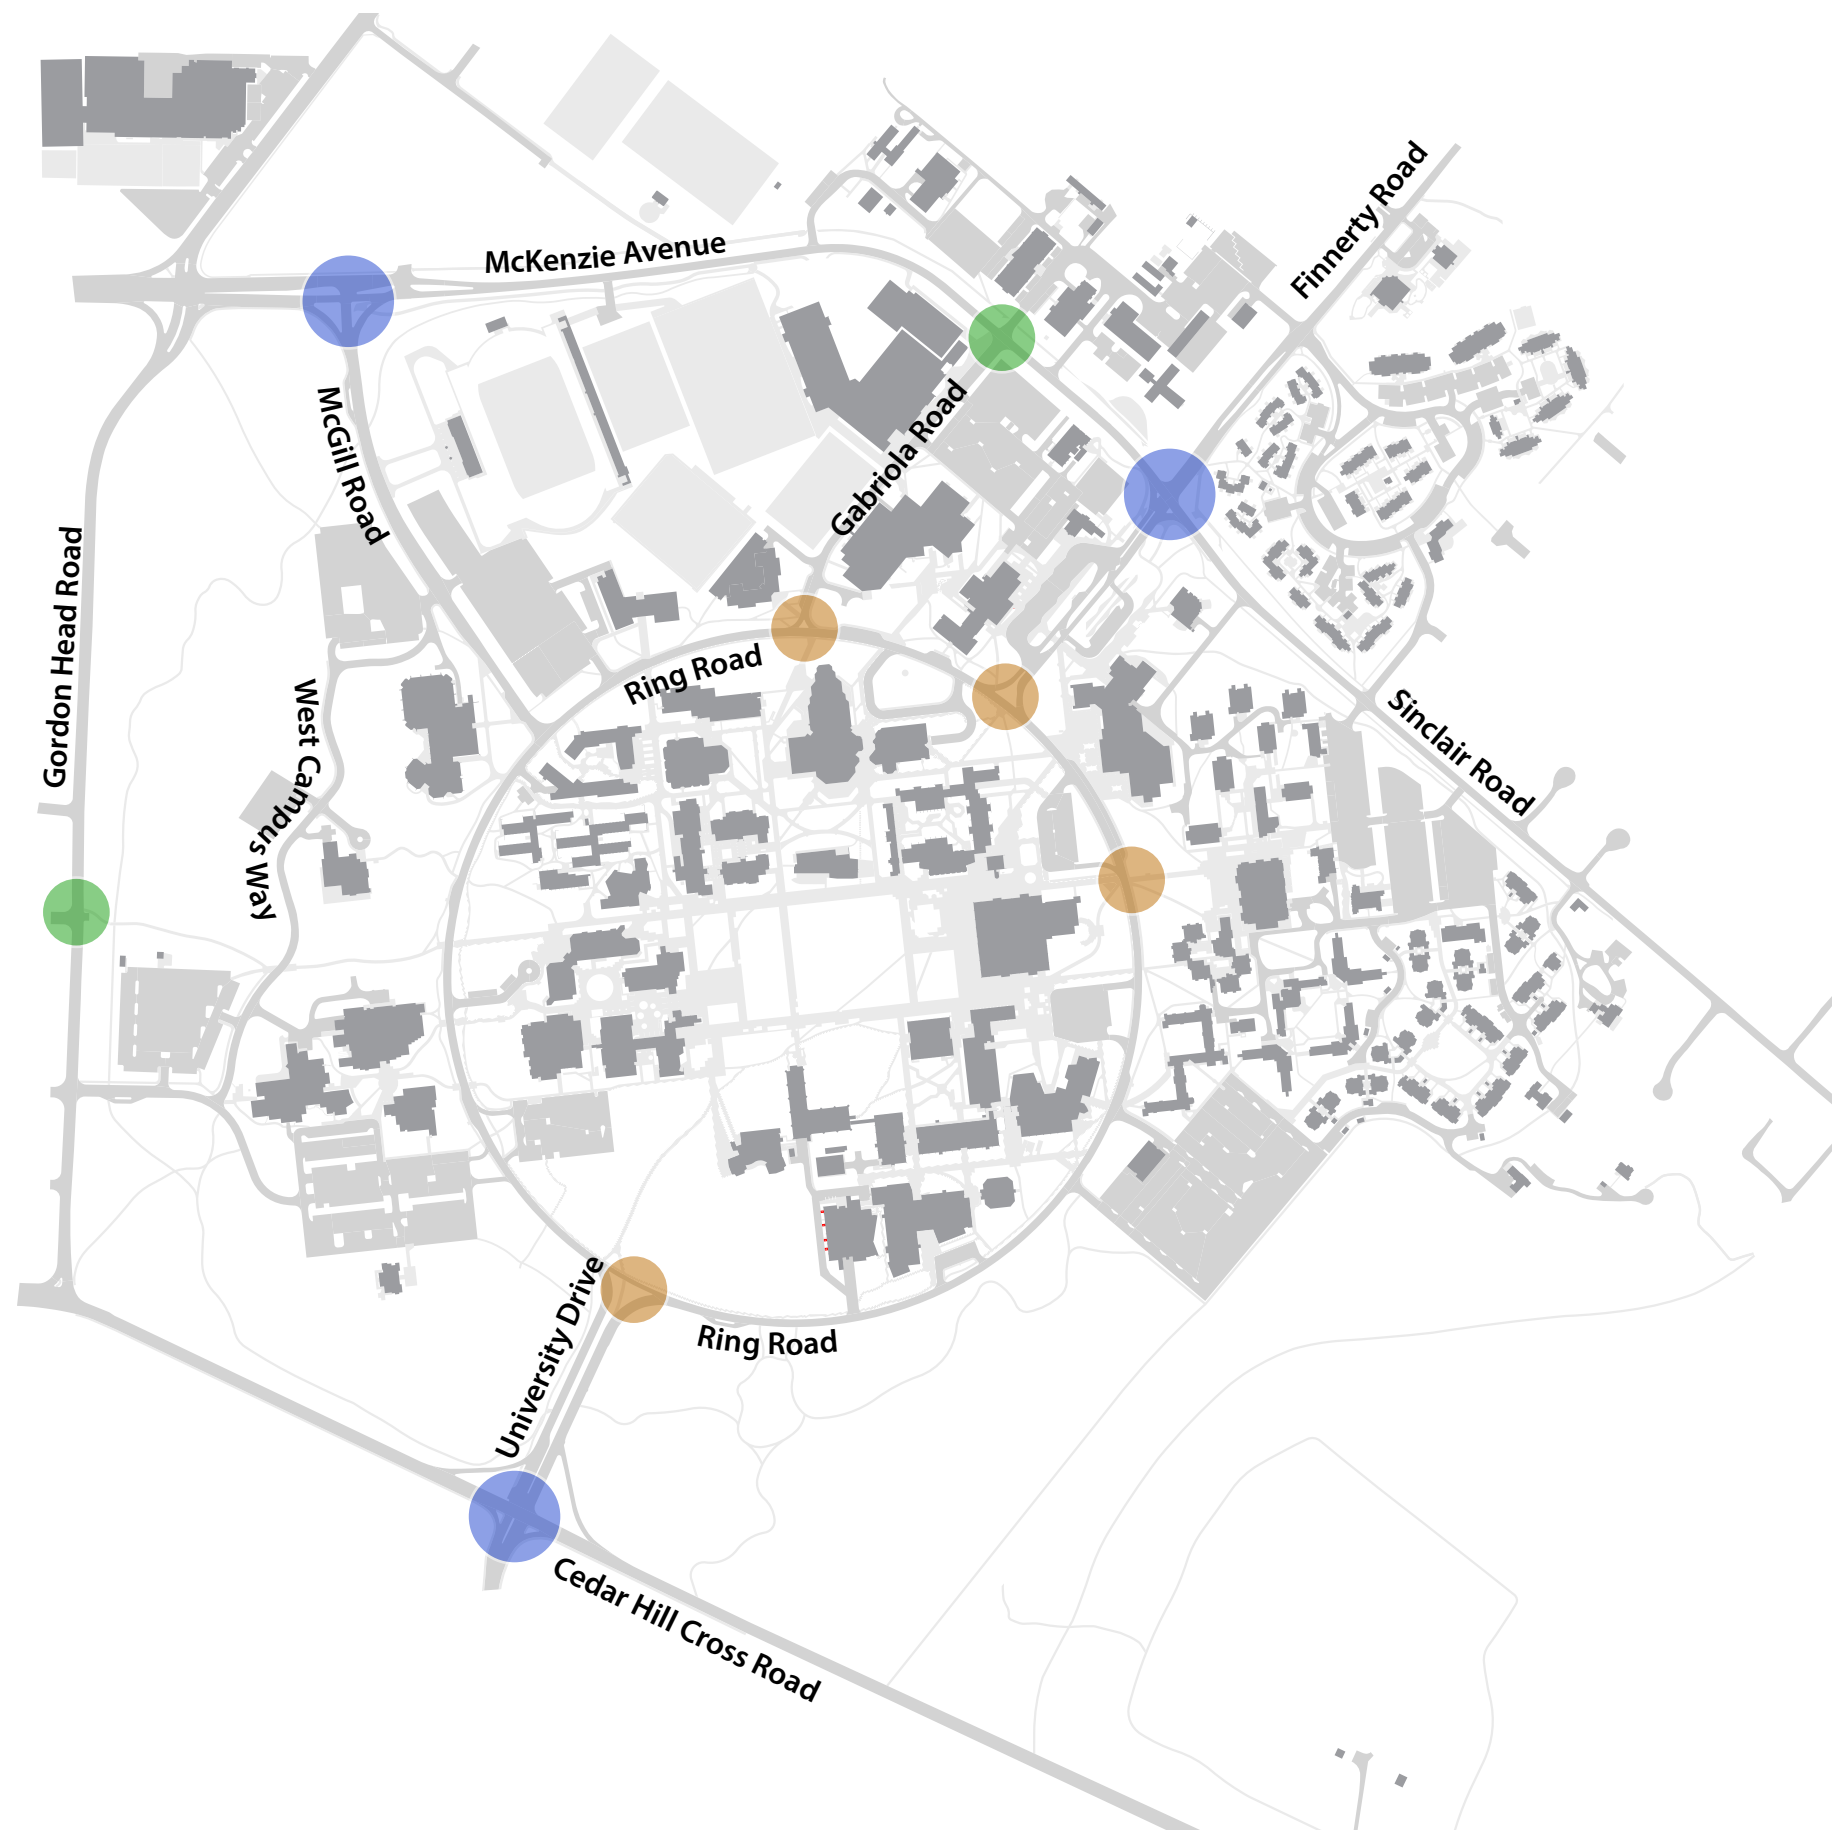 Finnerty Road
McKenzie Avenue
McGill Road
Gabriola Road
Gordon Head Road
Ring Road
West Campus Way
Sinclair Road
University Drive
Ring Road
Cedar Hill Cross Road